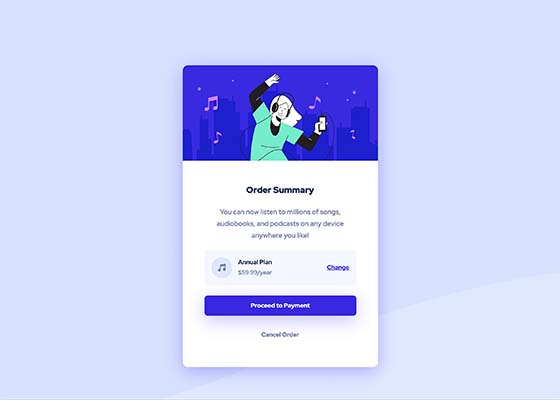 Order Summary
You can now listen to millions of songs,
audiobooks, and podcasts on any device
anywhere you like!
Annual Plan
$59.99/year
Change
Proceed to Payment
Cancel Order